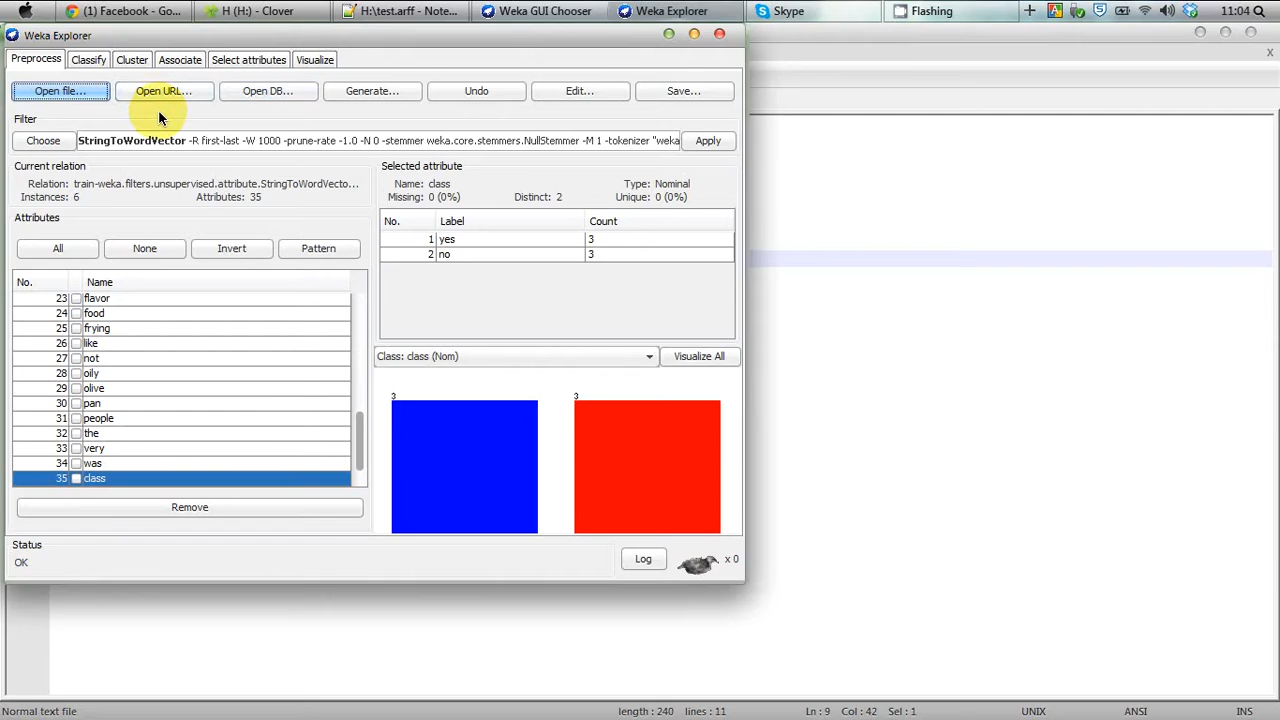 (1) Facebook - Go...
H (H:) - Clover
H:\test.arff - Note...
Weka GUI Chooser
Weka Explorer
Skype
Flashing
11:04
Weka Explorer
Preprocess Classify Cluster Associate Select attributes Visualize
Open file... Open URL... Open DB... Generate... Undo Edit... Save...
Filter
Choose StringToWordVector -R first-last -W 1000 -prune-rate -1.0 -N 0 -stemmer weka.core.stemmers.NullStemmer -M 1 -tokenizer "weka Apply
Current relation
Relation: train-weka.filters.unsupervised.attribute.StringToWordVecto...
Instances: 6 Attributes: 35
Attributes
All None Invert Pattern
No. Name
23 flavor
24 food
25 frying
26 like
27 not
28 oily
29 olive
30 pan
31 people
32 the
33 very
34 was
35 class
Remove
Selected attribute
Name: class Type: Nominal
Missing: 0 (0%) Distinct: 2 Unique: 0 (0%)
No. Label Count
1 yes 3
2 no 3
Class: class (Nom) Visualize All
3 3
Status
OK
Log x 0
Normal text file length : 240 lines : 11 Ln : 9 Col : 42 Sel : 1 UNIX ANSI INS